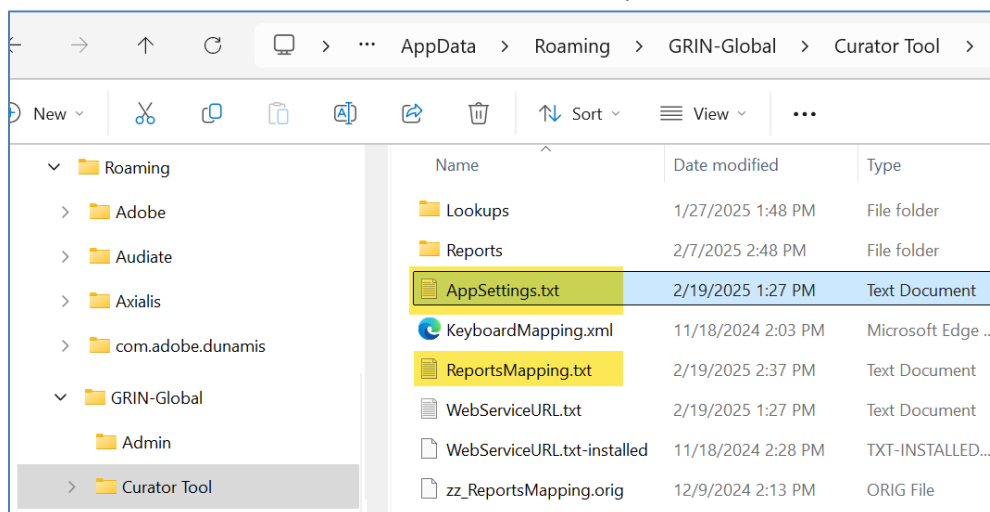 AppData > Roaming > GRIN-Global > Curator Tool >
New Sort View
Roaming
Adobe
Audiate
Axialis
com.adobe.dunamis
GRIN-Global
Admin
Curator Tool
Name Date modified Type
Lookups 1/27/2025 1:48 PM File folder
Reports 2/7/2025 2:48 PM File folder
AppSettings.txt 2/19/2025 1:27 PM Text Document
KeyboardMapping.xml 11/18/2024 2:03 PM Microsoft Edge ..
ReportsMapping.txt 2/19/2025 2:37 PM Text Document
WebServiceURL.txt 2/19/2025 1:27 PM Text Document
WebServiceURL.txt-installed 11/18/2024 2:28 PM TXT-INSTALLED...
zz_ReportsMapping.orig 12/9/2024 2:13 PM ORIG File